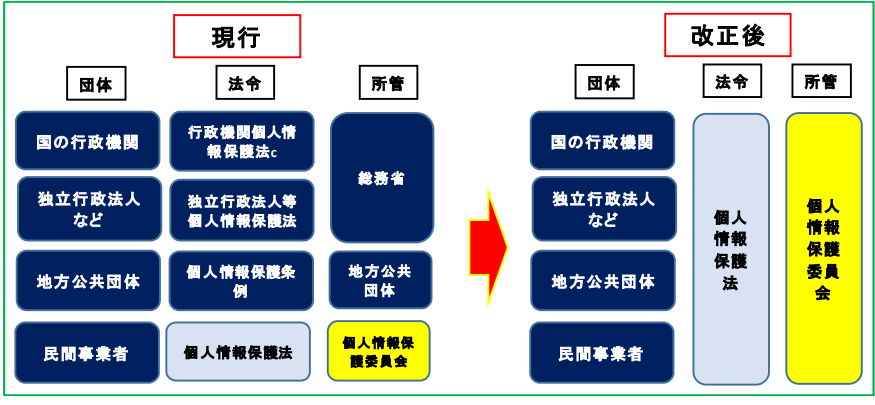 現行
団体
法令
所管
国の行政機関
行政機関個人情
報保護法c
総務省
独立行政法人
など
独立行政法人等
個人情報保護法
地方公共団体
個人情報保護条
例
地方公共
団体
民間事業者
個人情報保護法
個人情報保
護委員会
改正後
団体
法令
所管
国の行政機関
独立行政法人
など
地方公共団体
民間事業者
個人
情報
保護
法
個人
情報
保護
委員
会